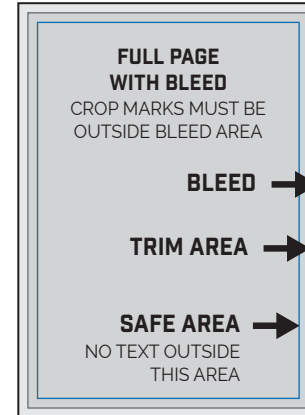 FULL PAGE
WITH BLEED
CROP MARKS MUST BE
OUTSIDE BLEED AREA
BLEED
TRIM AREA
SAFE AREA
NO TEXT OUTSIDE
THIS AREA